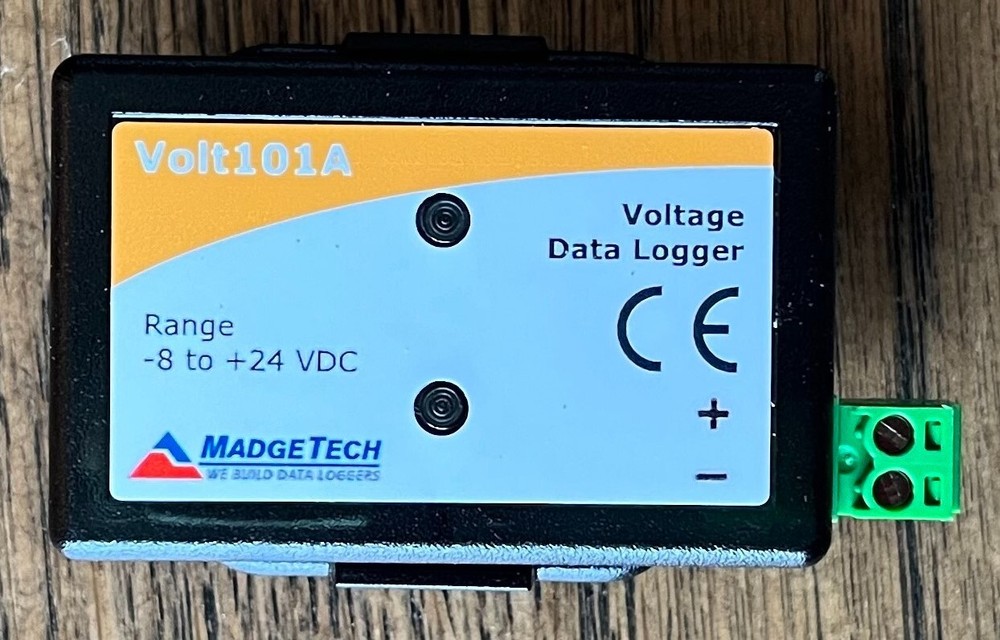 Volt101A
Voltage
Data Logger
CE
Range
-8 to +24 VDC
+
MADGETECH
WE BUILD DATA LOGGERS
−